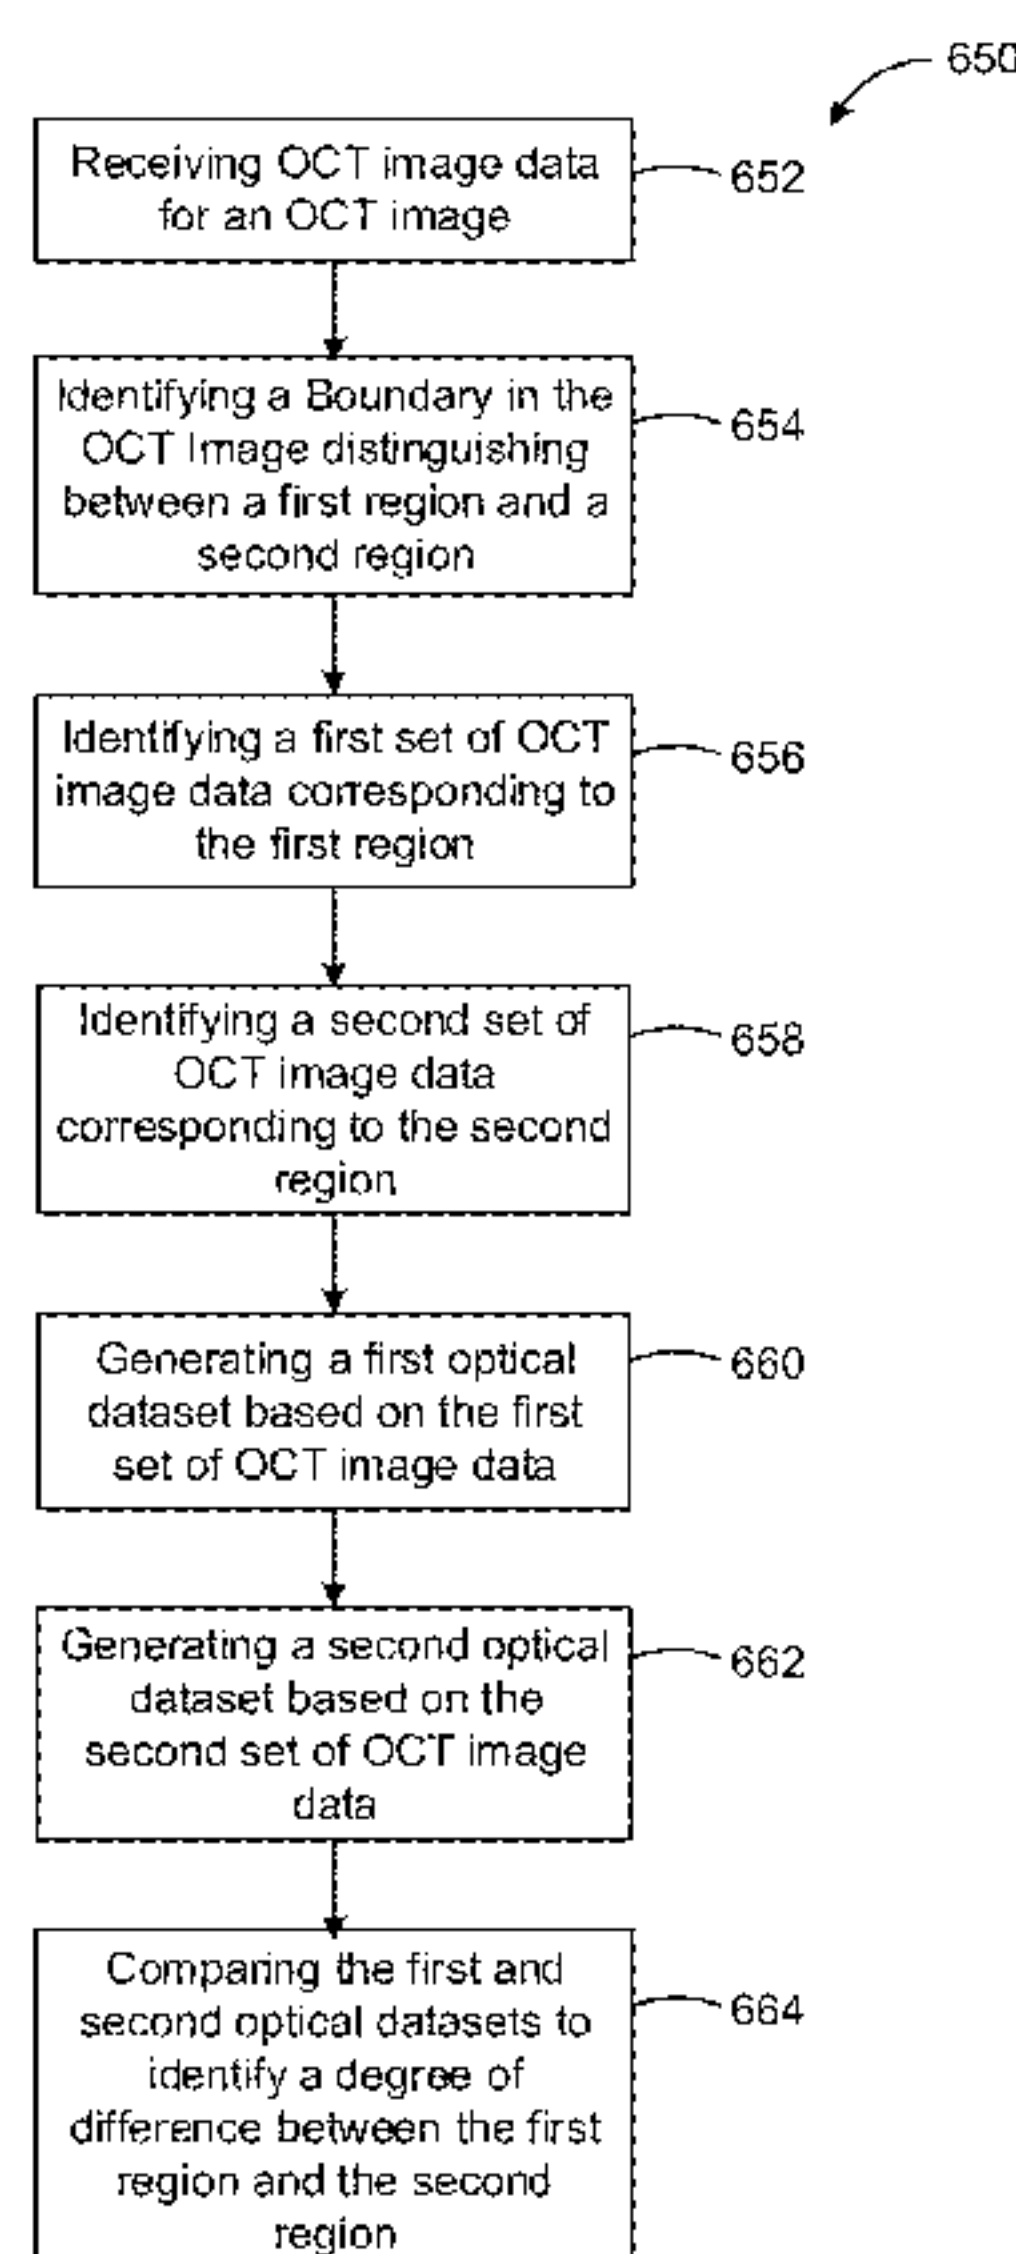 650
Receiving OCT image data
for an OCT image
652
Identifying a Boundary in the
OCT Image distinguishing
between a first region and a
second region
654
Identifying a first set of OCT
image data corresponding to
the first region
656
Identifying a second set of
OCT image data
corresponding to the second
region
658
Generating a first optical
dataset based on the first
set of OCT image data
660
Generating a second optical
dataset based on the
second set of OCT image
data
662
Comparing the first and
second optical datasets to
identify a degree of
difference between the first
region and the second
region
664